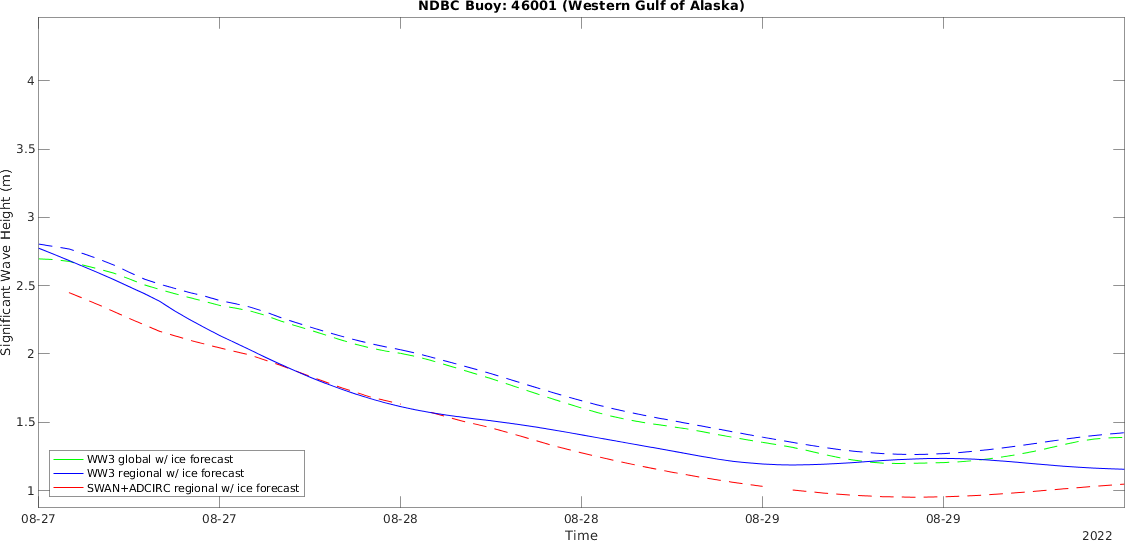 NDBC Buoy: 46001 (Western Gulf of Alaska)
Significant Wave Height (m)
4
3.5
3
2.5
2
1.5
1
WW3 global w/ ice forecast
WW3 regional w/ ice forecast
SWAN+ADCIRC regional w/ ice forecast
08-27 08-27 08-28 08-28 08-29 08-29
Time
2022